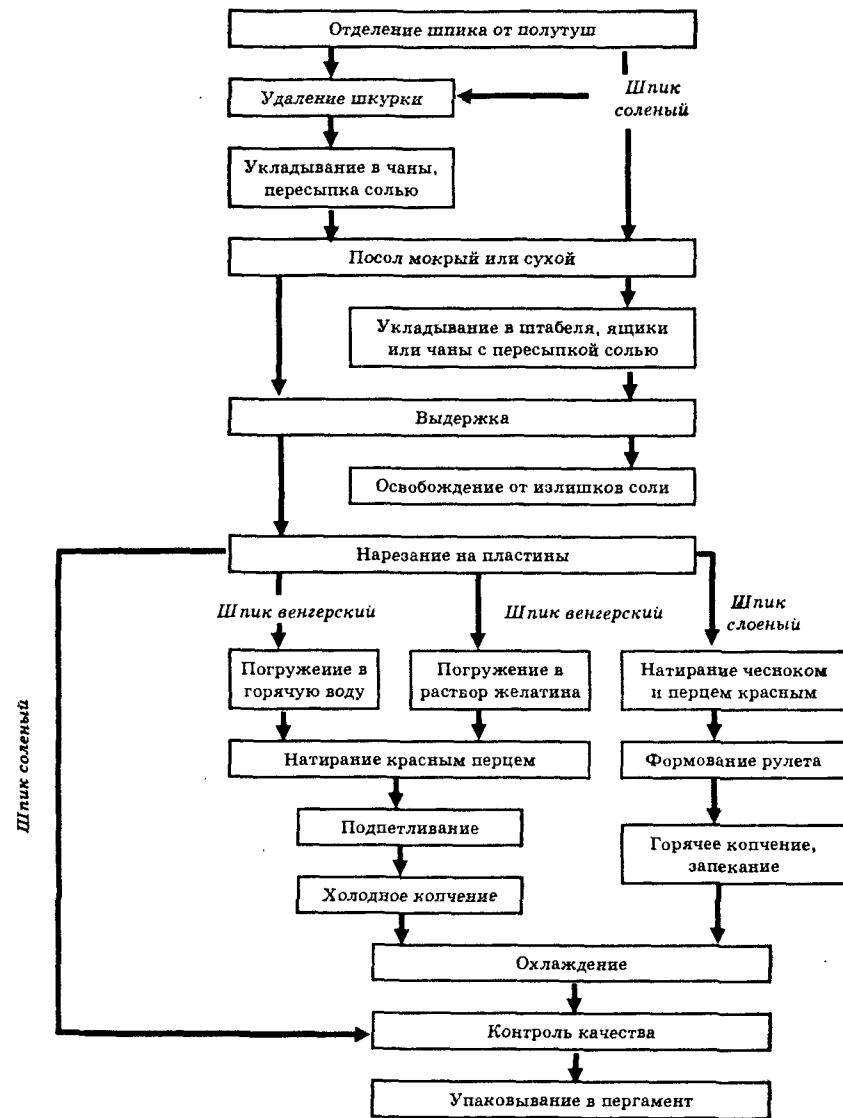 Отделение шпика от полутуш
Удаление шкурки
Шпик
соленый
Укладывание в чаны,
пересыпка солью
Посол мокрый или сухой
Укладывание в штабеля, ящики
или чаны с пересыпкой солью
Выдержка
Освобождение от излишков соли
Нарезание на пластины
Шпик венгерский
Шпик венгерский
Шпик
слоеный
Погружение в
горячую воду
Погружение в
раствор желатина
Натирание чесноком
и перцем красным
Шпик соленый
Натирание красным перцем
Формование рулета
Подпетливание
Горячее копчение,
запекание
Холодное копчение
Охлаждение
Контроль качества
Упаковывание в пергамент